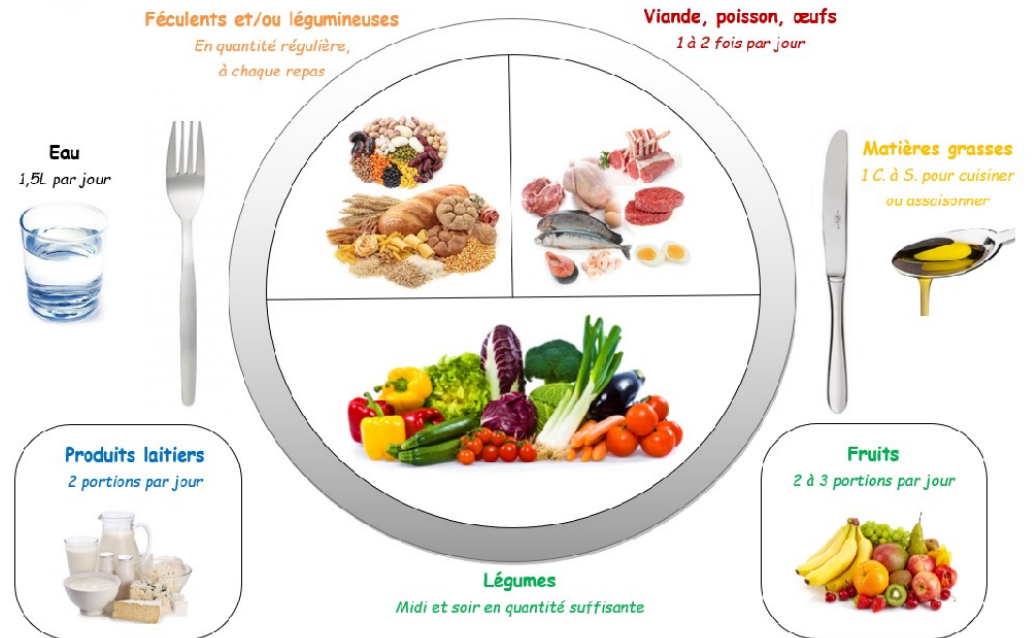 Féculents et/ou légumineuses
En quantité régulière,
à chaque repas
Viande, poisson, œufs
1 à 2 fois par jour
Eau
1,5L par jour
Matières grasses
1 C. à S. pour cuisiner
ou assaisonner
Produits laitiers
2 portions par jour
Fruits
2 à 3 portions par jour
Légumes
Midi et soir en quantité suffisante